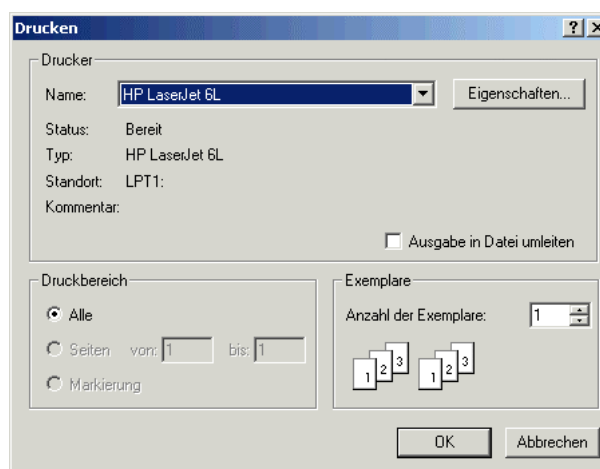 Drucken
Drucker
Name: HP LaserJet 6L Eigenschaften...
Status: Bereit
Typ: HP LaserJet 6L
Standort: LPT1:
Kommentar:
Ausgabe in Datei umleiten
Druckbereich
Alle
Seiten von: 1 bis: 1
Markierung
Exemplare
Anzahl der Exemplare: 1
1 2 3 1 2 3
OK Abbrechen